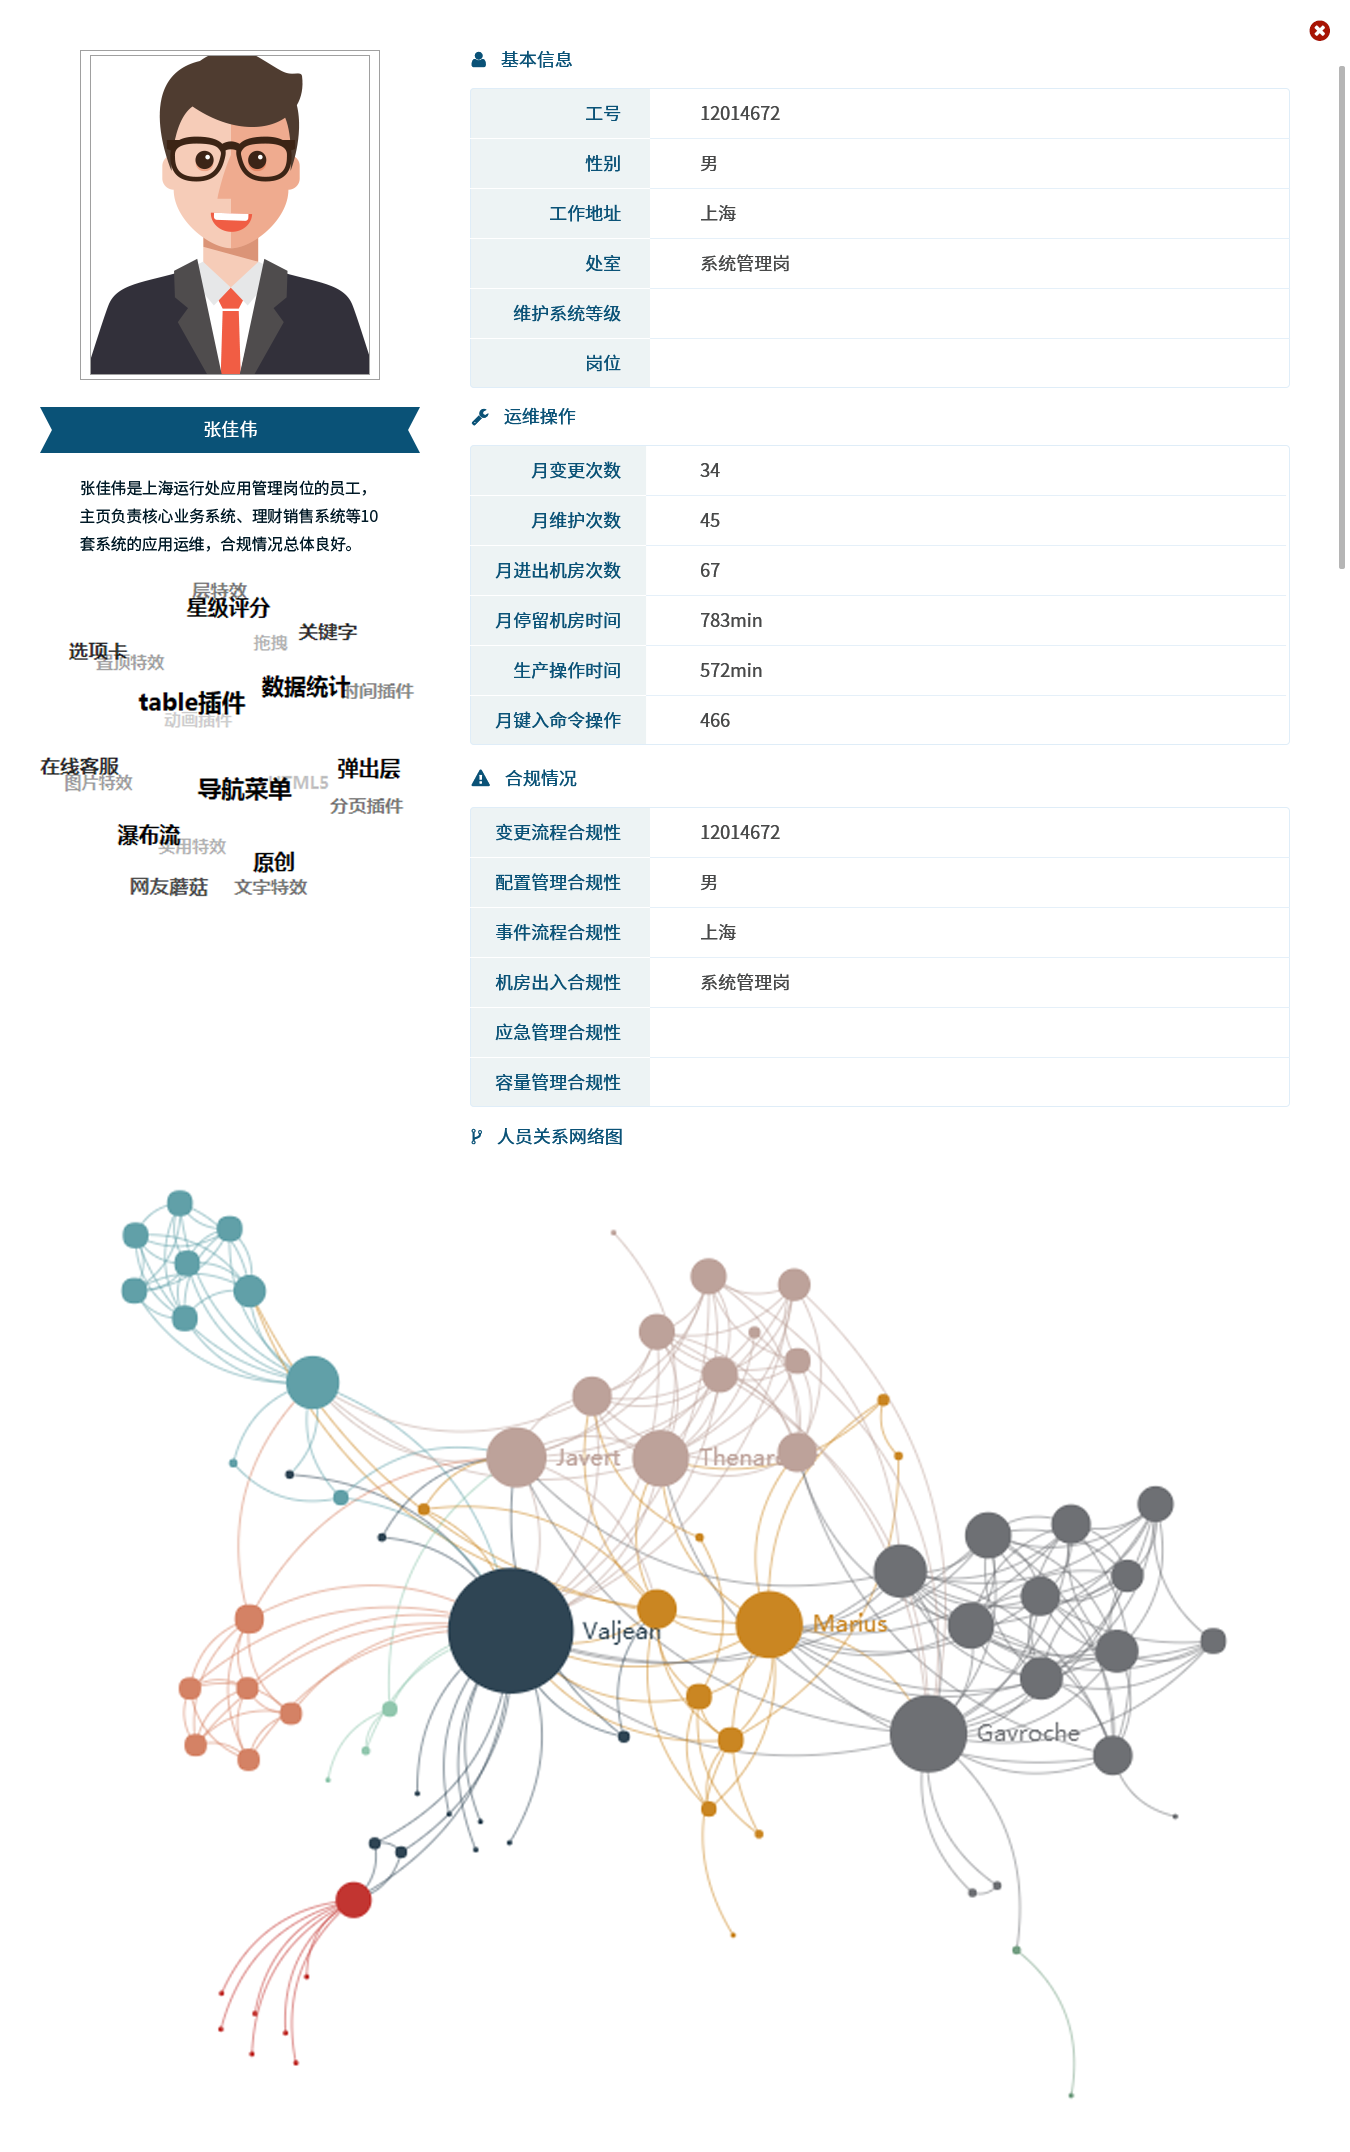 张佳伟
张佳伟是上海运行处应用管理岗位的员工，
主页负责核心业务系统、理财销售系统等10
套系统的应用运维，合规情况总体良好。
层特效
星级评分
关键字
拖拽
选项卡
置顶特效
数据统计
时间插件
table插件
动画插件
在线客服
图片特效
弹出层
导航菜单
HTML5
分页插件
瀑布流
实用特效
原创
网友蘑菇
文字特效
基本信息
工号 12014672
性别 男
工作地址 上海
处室 系统管理岗
维护系统等级
岗位
运维操作
月变更次数 34
月维护次数 45
月进出机房次数 67
月停留机房时间 783min
生产操作时间 572min
月键入命令操作 466
合规情况
变更流程合规性 12014672
配置管理合规性 男
事件流程合规性 上海
机房出入合规性 系统管理岗
应急管理合规性
容量管理合规性
人员关系网络图
Javert
Thenard
Valjean
Marius
Gavroche